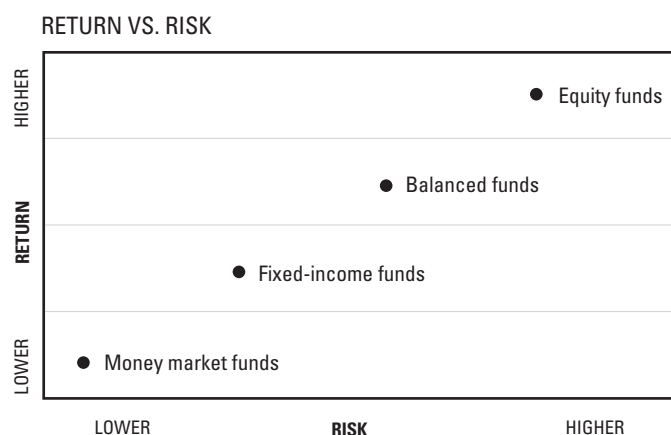 RETURN VS. RISK
HIGHER
RETURN
LOWER
Equity funds
Balanced funds
Fixed-income funds
Money market funds
LOWER
RISK
HIGHER